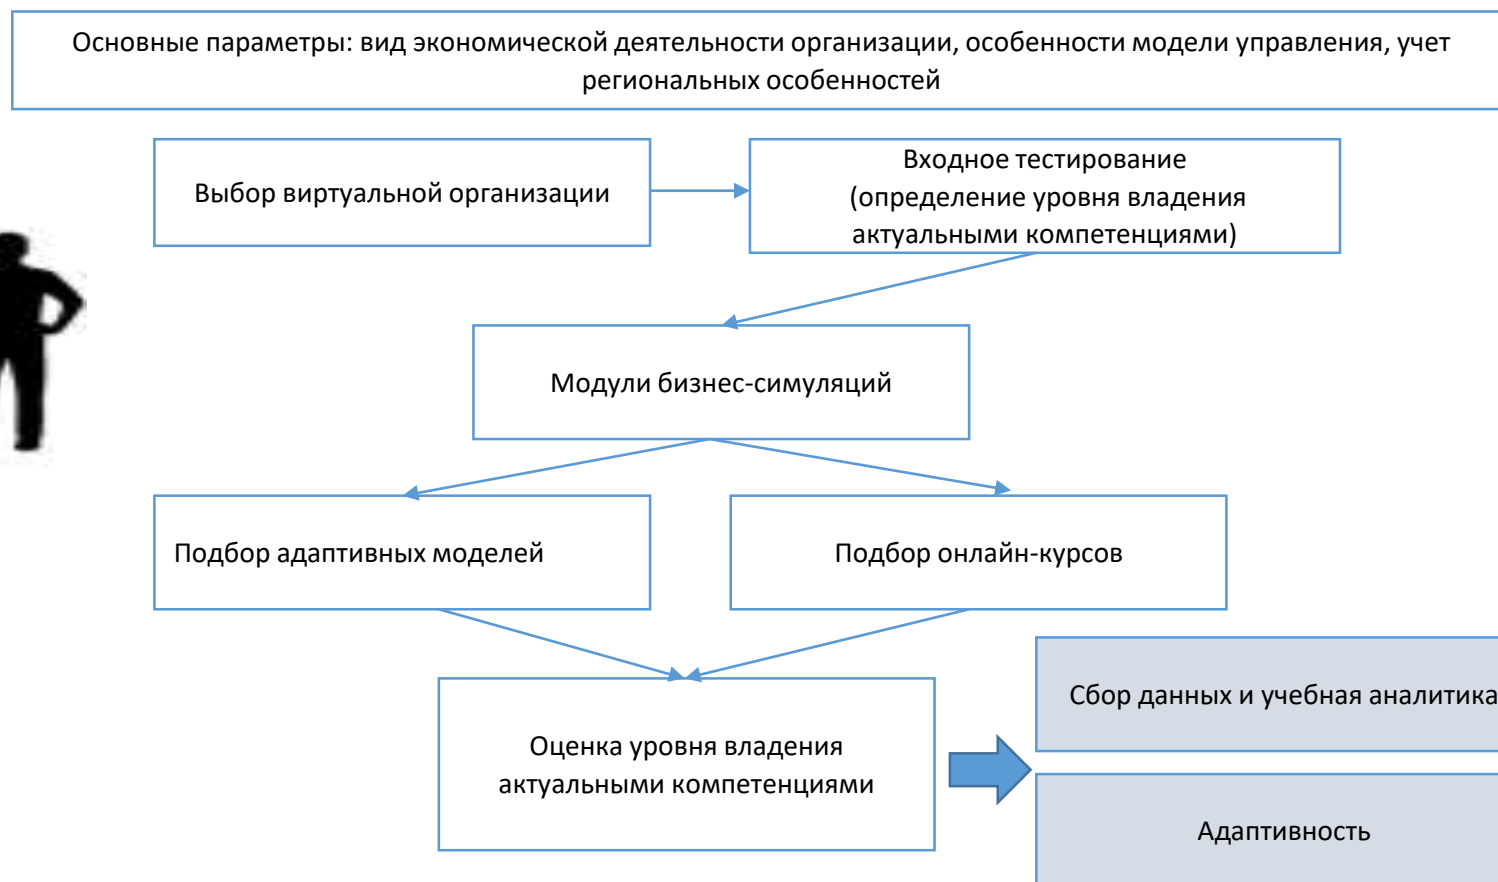 Основные параметры: вид экономической деятельности организации, особенности модели управления, учет
региональных особенностей
Выбор виртуальной организации
Входное тестирование
(определение уровня владения
актуальными компетенциями)
Модули бизнес-симуляций
Подбор адаптивных моделей
Подбор онлайн-курсов
Оценка уровня владения
актуальными компетенциями
Сбор данных и учебная аналитика
Адаптивность